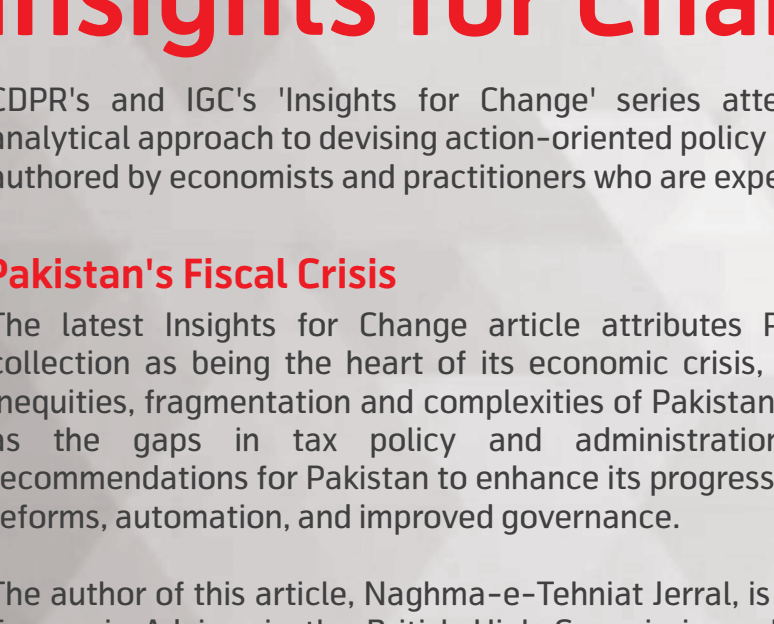 Insights for Cha
CDPR's and IGC's 'Insights for Change' series atte
analytical approach to devising action-oriented policy
authored by economists and practitioners who are expe
Pakistan's Fiscal Crisis
The latest Insights for Change article attributes P
collection as being the heart of its economic crisis,
inequities, fragmentation and complexities of Pakistan
as the gaps in tax policy and administration
recommendations for Pakistan to enhance its progress
reforms, automation, and improved governance.
The author of this article, Naghma-e-Tehniat Jerral, is